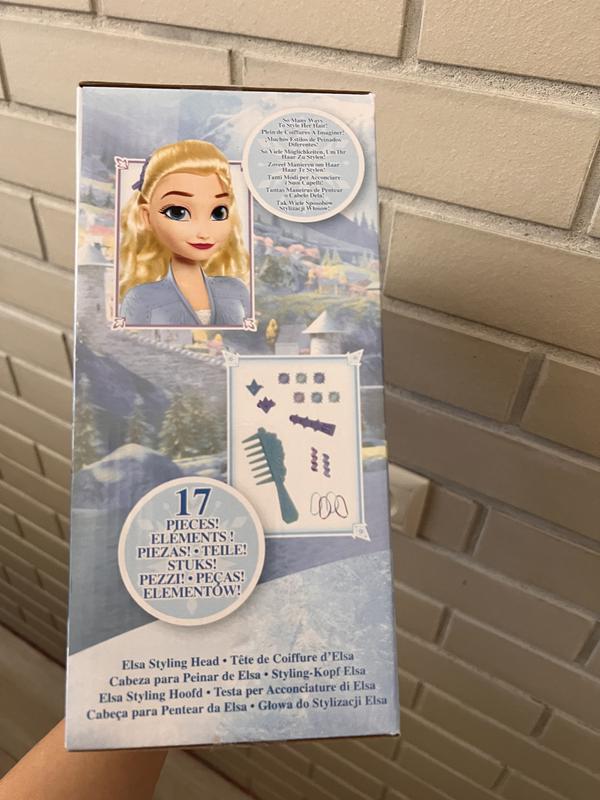 So Many Ways
To Style Her Hair!
Plein de Coiffures A Imaginer!
¡Muchos Estilos de Peinados
Diferentes!
So Viele Möglichkeiten, Um Ihr
Haar Zu Stylen!
Zoveel Manieren om Haar
Haar Te Stylen!
Tanti Modi per Acconciare
i Suoi Capelli!
Tantas Maneiras de Pentear
o Cabelo Dela!
Tak Wiele Sposobów
Stylizacji Włosów!
17
PIECES!
ELEMENTS !
PIEZAS! • TEILE!
STUKS!
PEZZI! • PEÇAS!
ELEMENTÓW!
Elsa Styling Head • Tête de Coiffure d'Elsa
Cabeza para Peinar de Elsa • Styling-Kopf Elsa
Elsa Styling Hoofd • Testa per Acconciature di Elsa
Cabeça para Pentear da Elsa • Głowa do Stylizacji Elsa